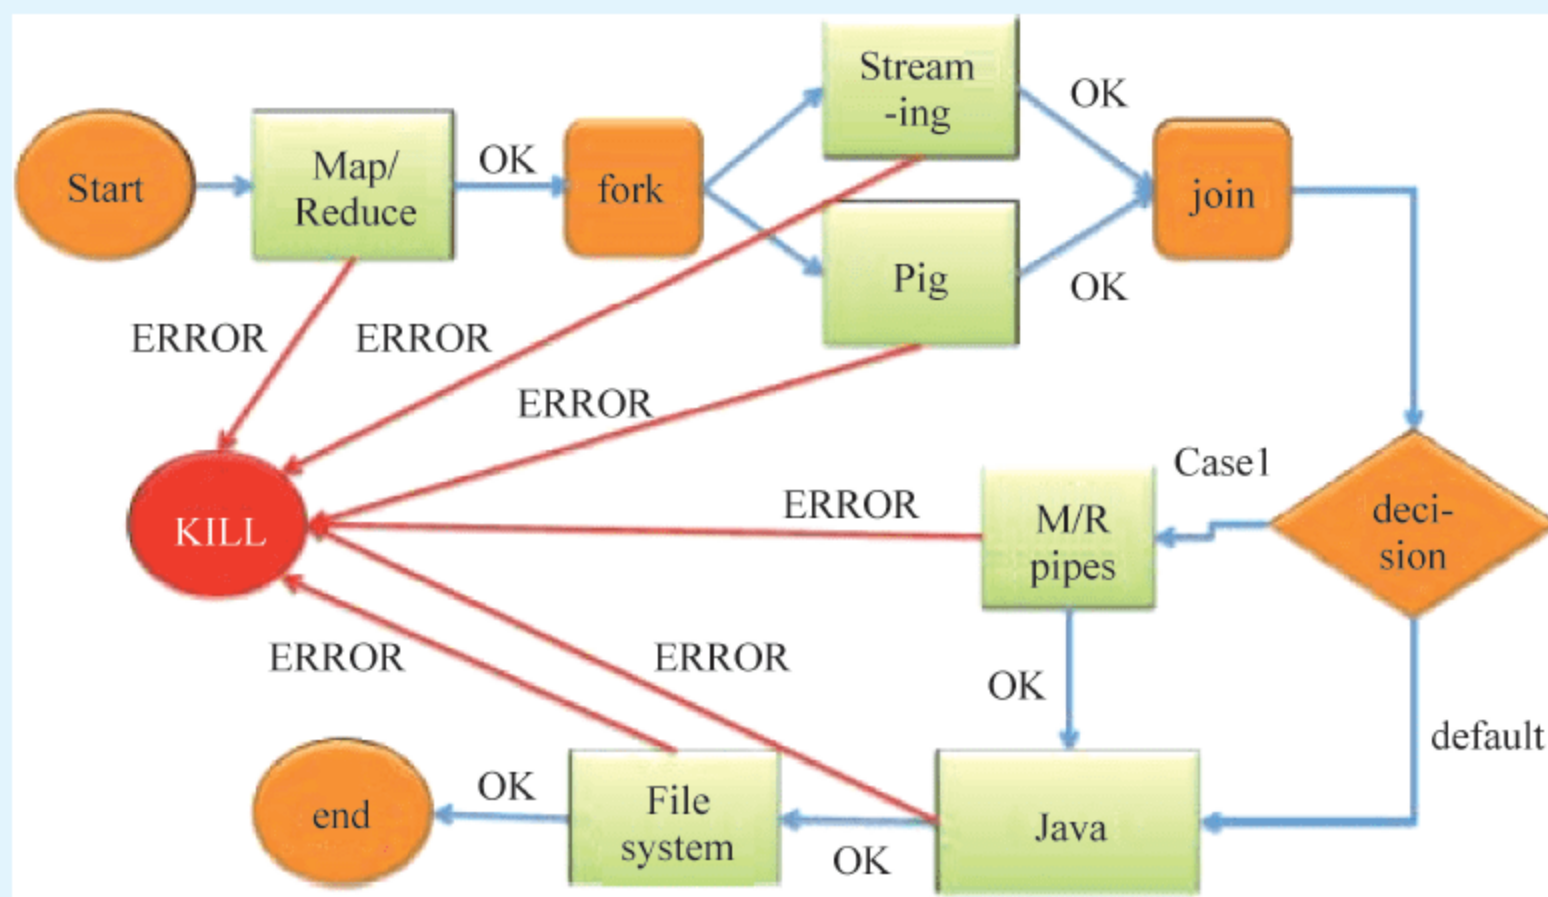 Start
Map/
Reduce
OK
fork
Stream
-ing
OK
Pig
OK
join
ERROR
ERROR
ERROR
KILL
ERROR
M/R
pipes
Case1
deci-
sion
ERROR
ERROR
OK
default
end
OK
File
system
OK
Java